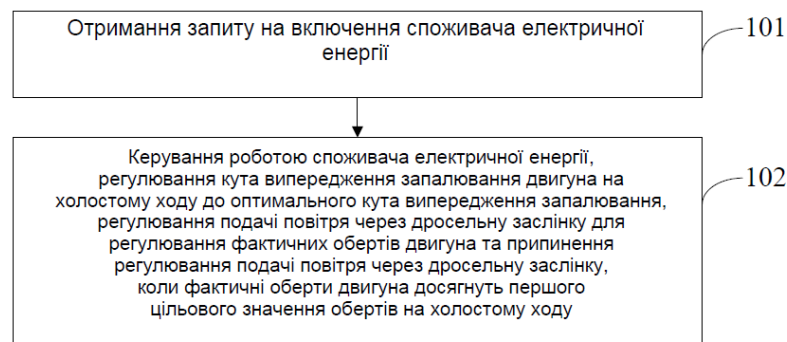 Отримання запиту на включення споживача електричної
енергії
101
Керування роботою споживача електричної енергії,
регулювання кута випередження запалювання двигуна на
холостому ходу до оптимального кута випередження запалювання,
регулювання подачі повітря через дросельну заслінку для
регулювання фактичних обертів двигуна та припинення
регулювання подачі повітря через дросельну заслінку,
коли фактичні оберти двигуна досягнуть першого
цільового значення обертів на холостому ходу
102